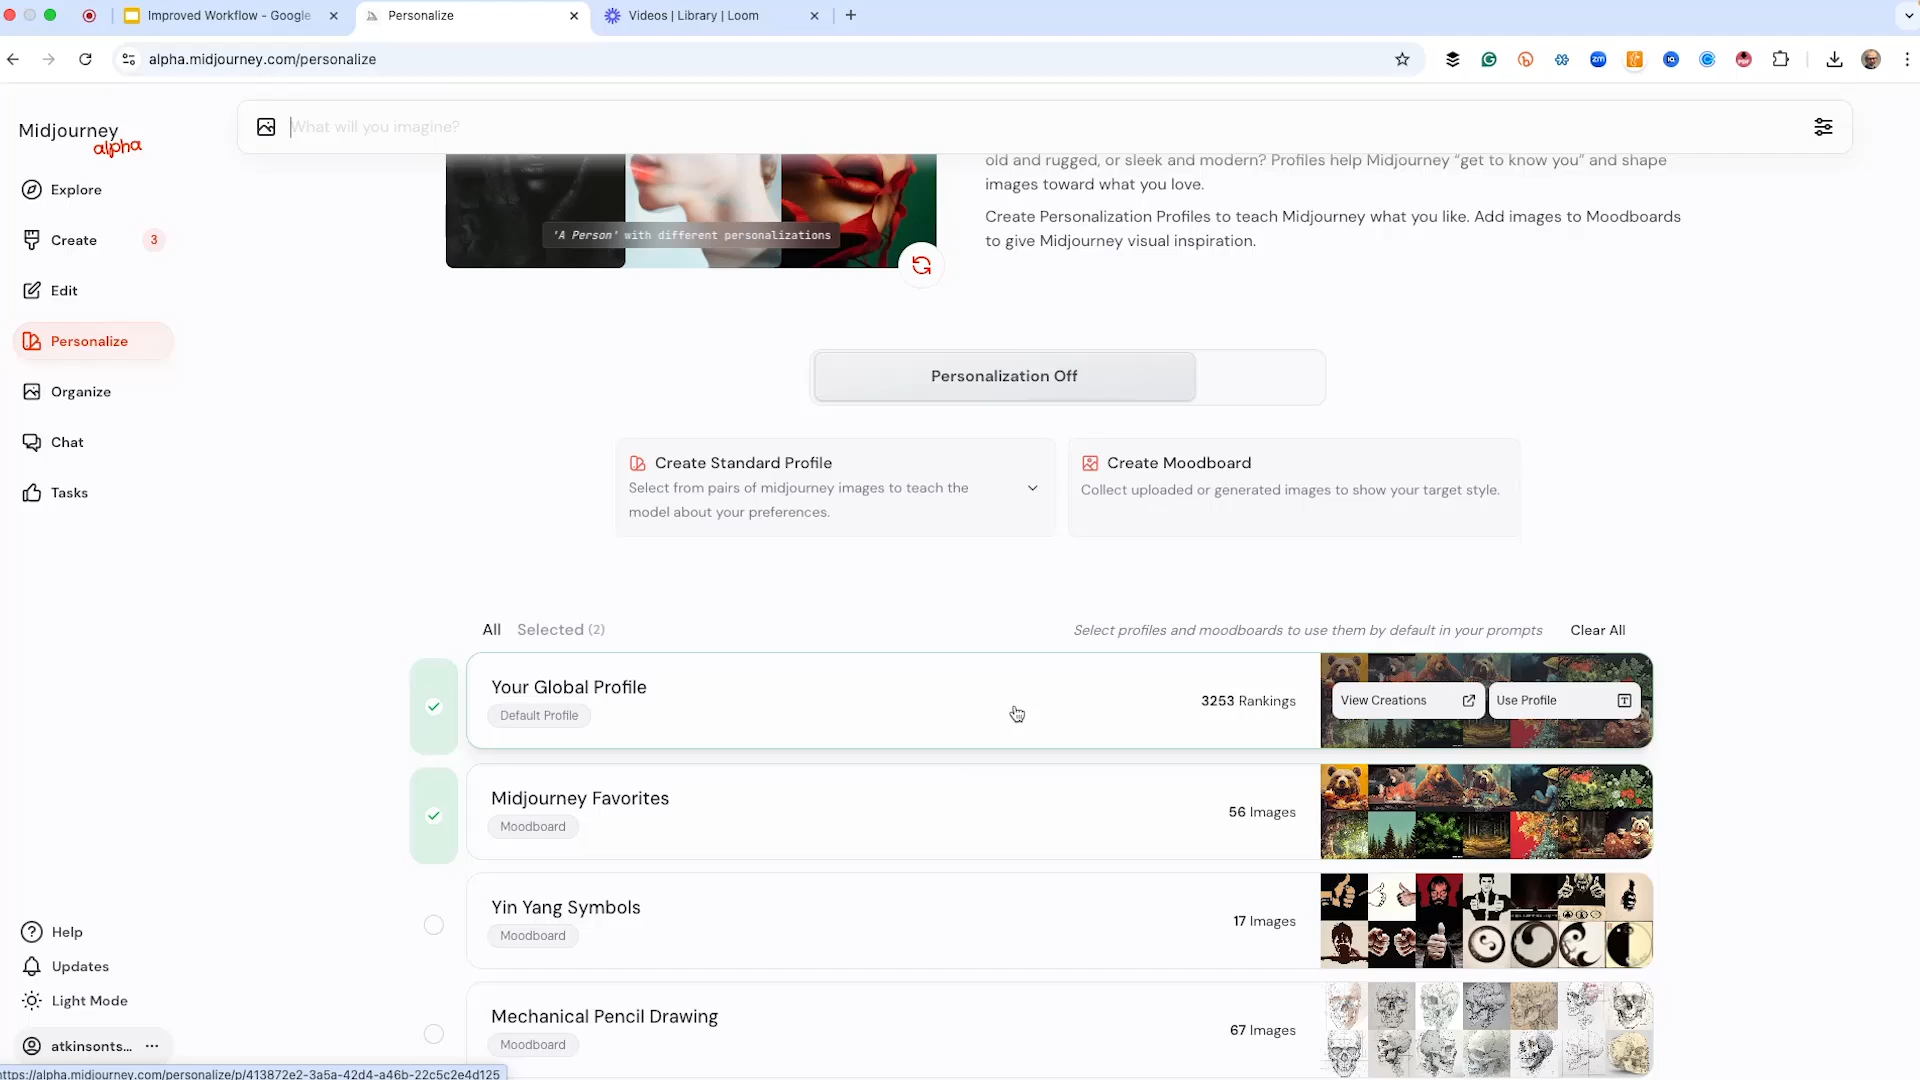 Improved Workflow - Google
Personalize
Videos | Library | Loom
alpha.midjourney.com/personalize
Midjourney
alpha
What will you imagine?
Explore
Create
3
Edit
Personalize
Organize
Chat
Tasks
old and rugged, or sleek and modern? Profiles help Midjourney “get to know you” and shape
images toward what you love.
Create Personalization Profiles to teach Midjourney what you like. Add images to Moodboards
to give Midjourney visual inspiration.
'A Person' with different personalizations
Personalization Off
Create Standard Profile
Select from pairs of midjourney images to teach the
model about your preferences.
Create Moodboard
Collect uploaded or generated images to show your target style.
All
Selected (2)
Select profiles and moodboards to use them by default in your prompts
Clear All
Your Global Profile
Default Profile
3253 Rankings
View Creations
Use Profile
Midjourney Favorites
Moodboard
56 Images
Yin Yang Symbols
Moodboard
17 Images
Mechanical Pencil Drawing
Moodboard
67 Images
Help
Updates
Light Mode
atkinsonts...
https://alpha.midjourney.com/personalize/p/413872e2-3a5a-42d4-a46b-22c5c2e4d125